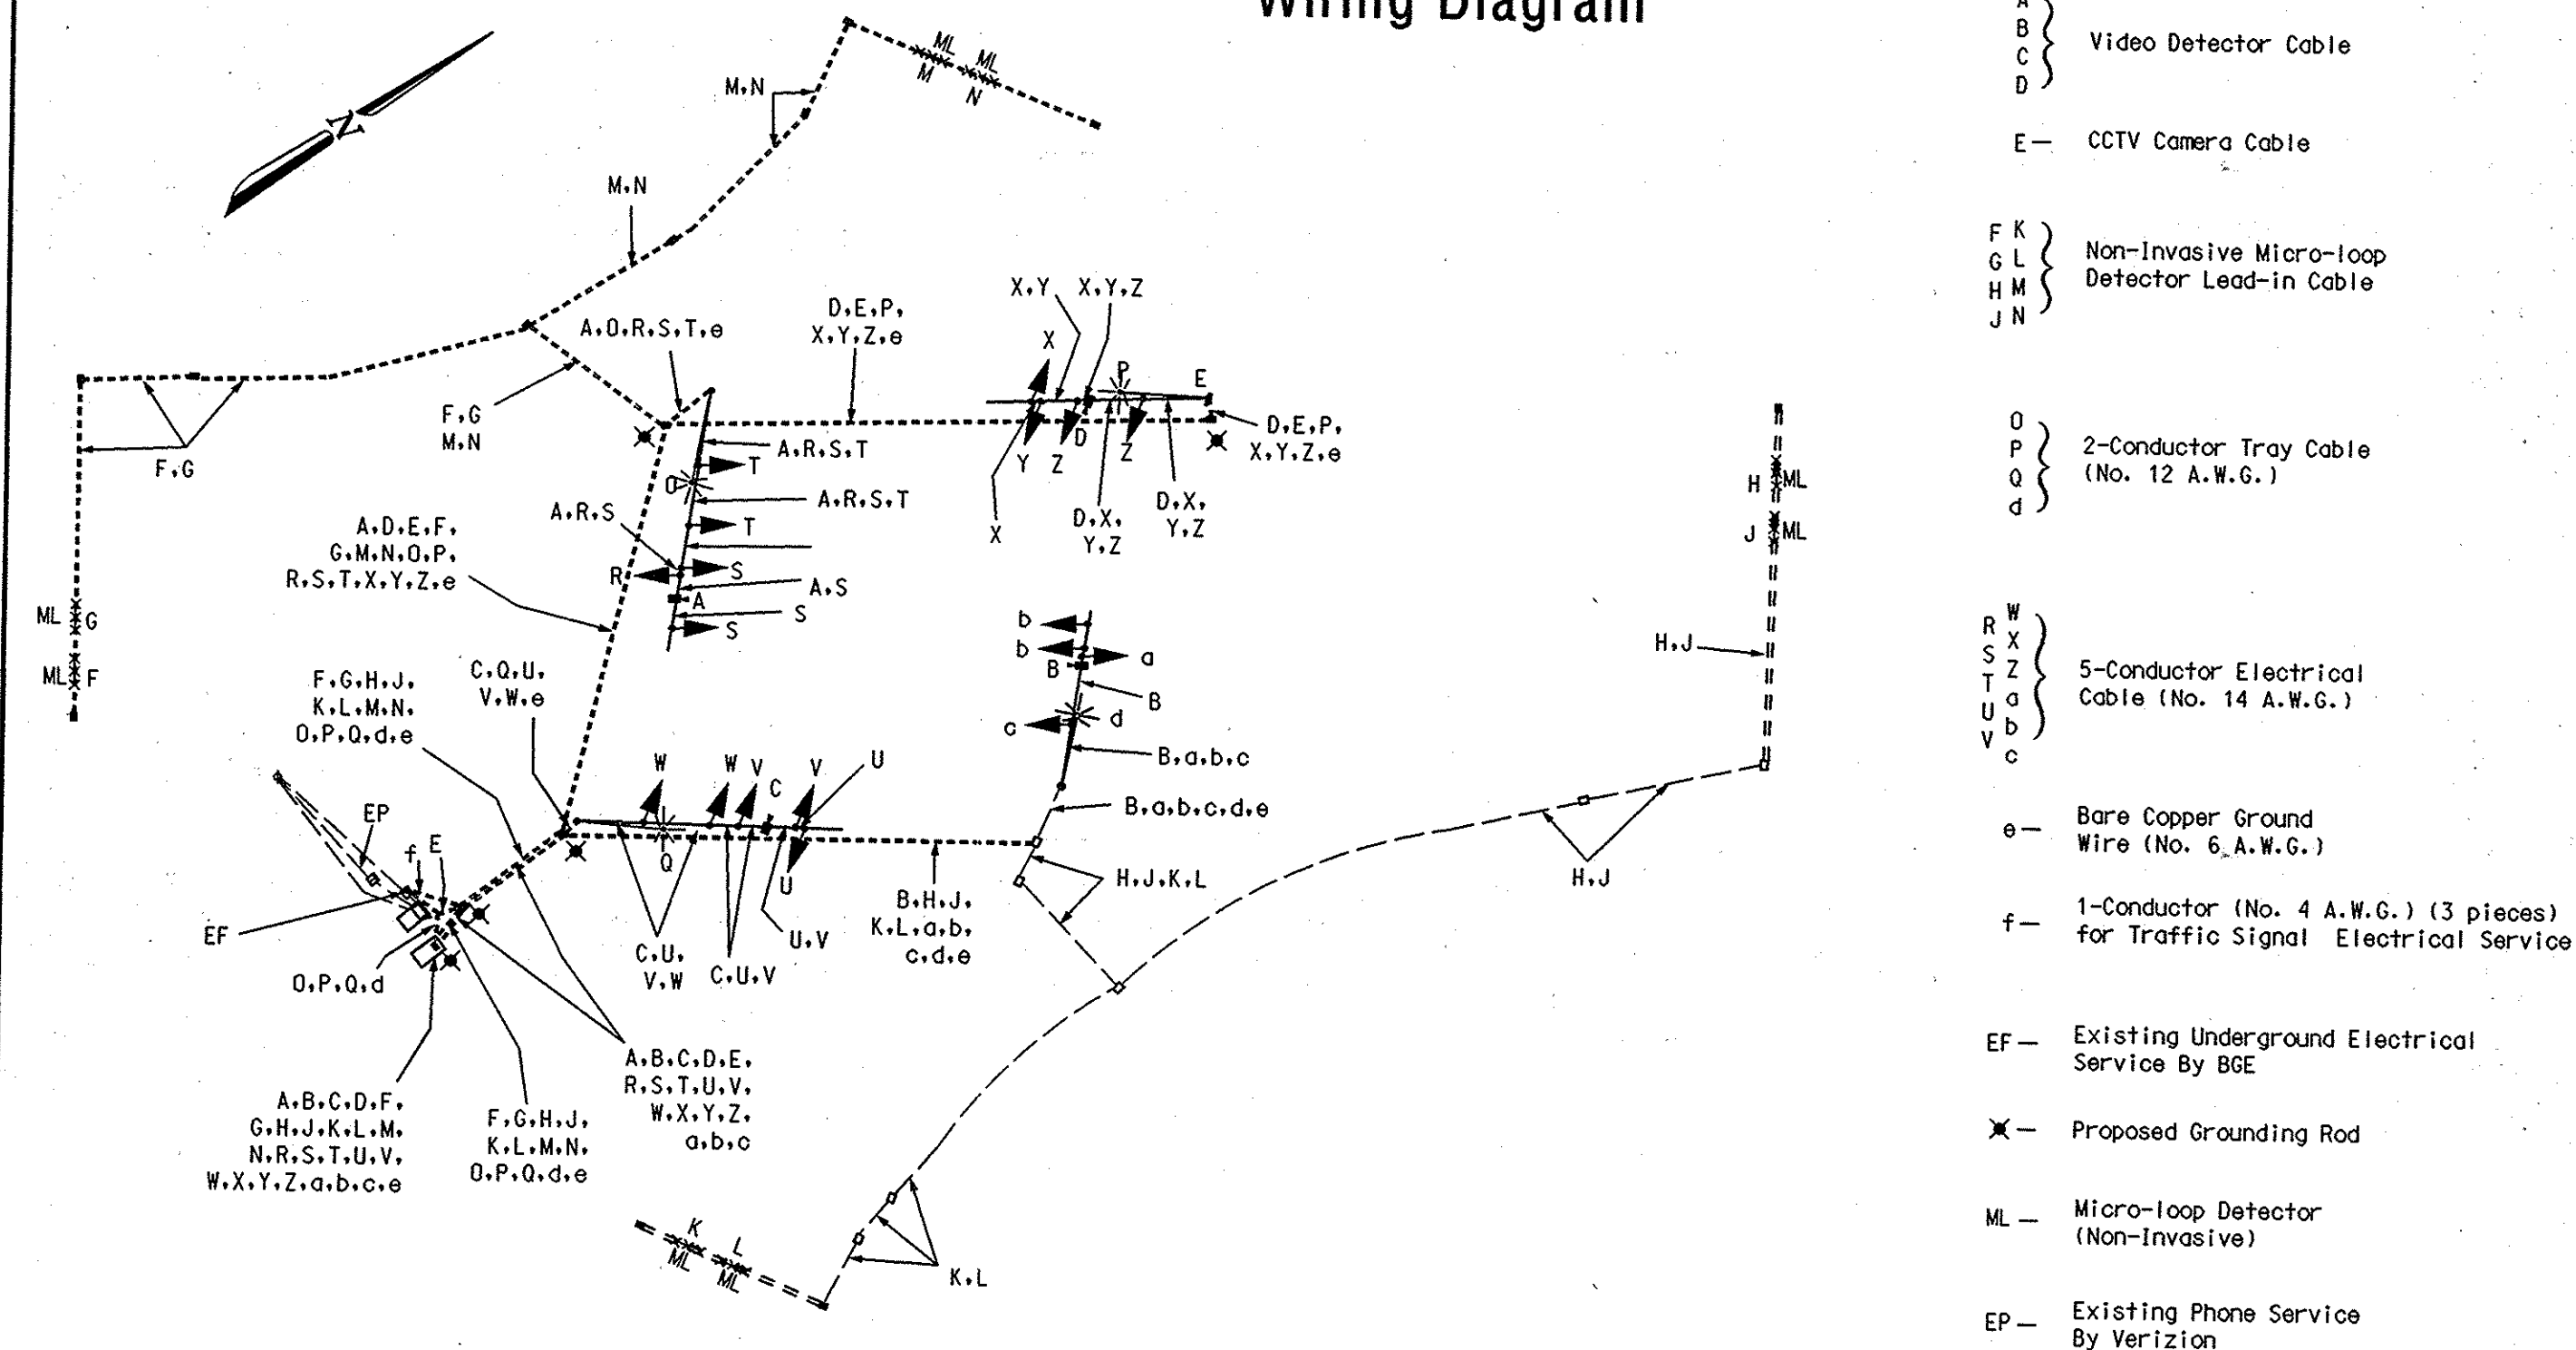 Wiring Diagram
N
ML
M
ML
N
M,N
M,N
A,O,R,S,T,e
D,E,P,
X,Y,Z,e
X,Y
X,Y,Z
X
P
E
F,G
M,N
F,G
A,R,S,T
T
O
A,R,S,T
T
A,R,S
R
S
A,S
A
S
S
Y
Z
D
Z
X
D,X,
Y,Z
D,X,
Y,Z
D,E,P,
X,Y,Z,e
A,D,E,F,
G,M,N,O,P,
R,S,T,X,Y,Z,e
ML
G
ML
F
H
ML
J
ML
H,J
F,G,H,J,
K,L,M,N,
O,P,Q,d,e
C,Q,U,
V,W,e
b
b
a
B
B
d
c
B,a,b,c
B,a,b,c,d,e
W
W
V
C
V
U
Q
U
EP
f
E
EF
O,P,Q,d
C,U,
V,W
C,U,V
U,V
B,H,J,
K,L,a,b,
c,d,e
H,J,K,L
H,J
A,B,C,D,E,
R,S,T,U,V,
W,X,Y,Z,
a,b,c
A,B,C,D,F,
G,H,J,K,L,M,
N,R,S,T,U,V,
W,X,Y,Z,a,b,c,e
F,G,H,J,
K,L,M,N,
O,P,Q,d,e
K
ML
L
ML
K,L
A
B
C
D
Video Detector Cable
E— CCTV Camera Cable
F K
G L
H M
J N
Non-Invasive Micro-loop
Detector Lead-in Cable
O
P
Q
d
2-Conductor Tray Cable
(No. 12 A.W.G.)
W
R
X
S
Z
T
a
U
b
V
c
5-Conductor Electrical
Cable (No. 14 A.W.G.)
e— Bare Copper Ground
Wire (No. 6 A.W.G.)
f— 1-Conductor (No. 4 A.W.G.) (3 pieces)
for Traffic Signal Electrical Service
EF— Existing Underground Electrical
Service By BGE
— Proposed Grounding Rod
ML— Micro-loop Detector
(Non-Invasive)
EP— Existing Phone Service
By Verizion